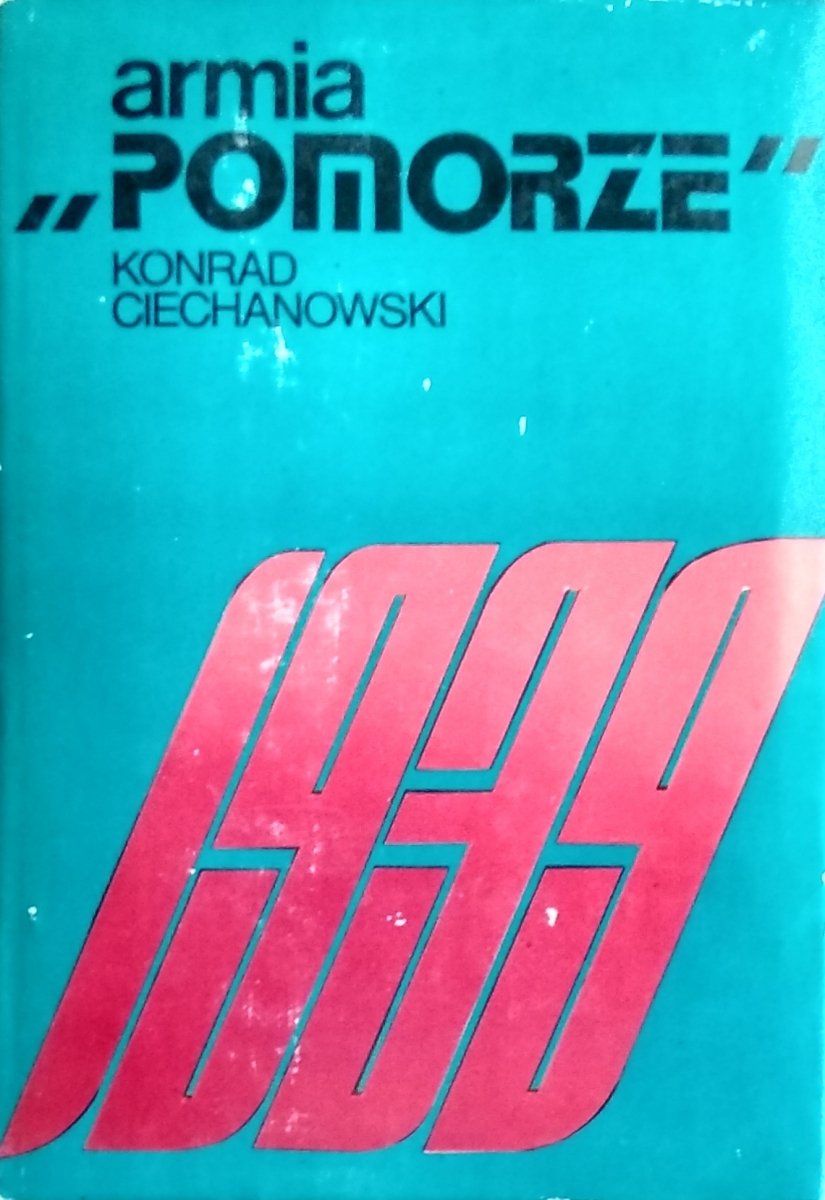 armia
„POMORZE"
KONRAD
CIECHANOWSKI
1939